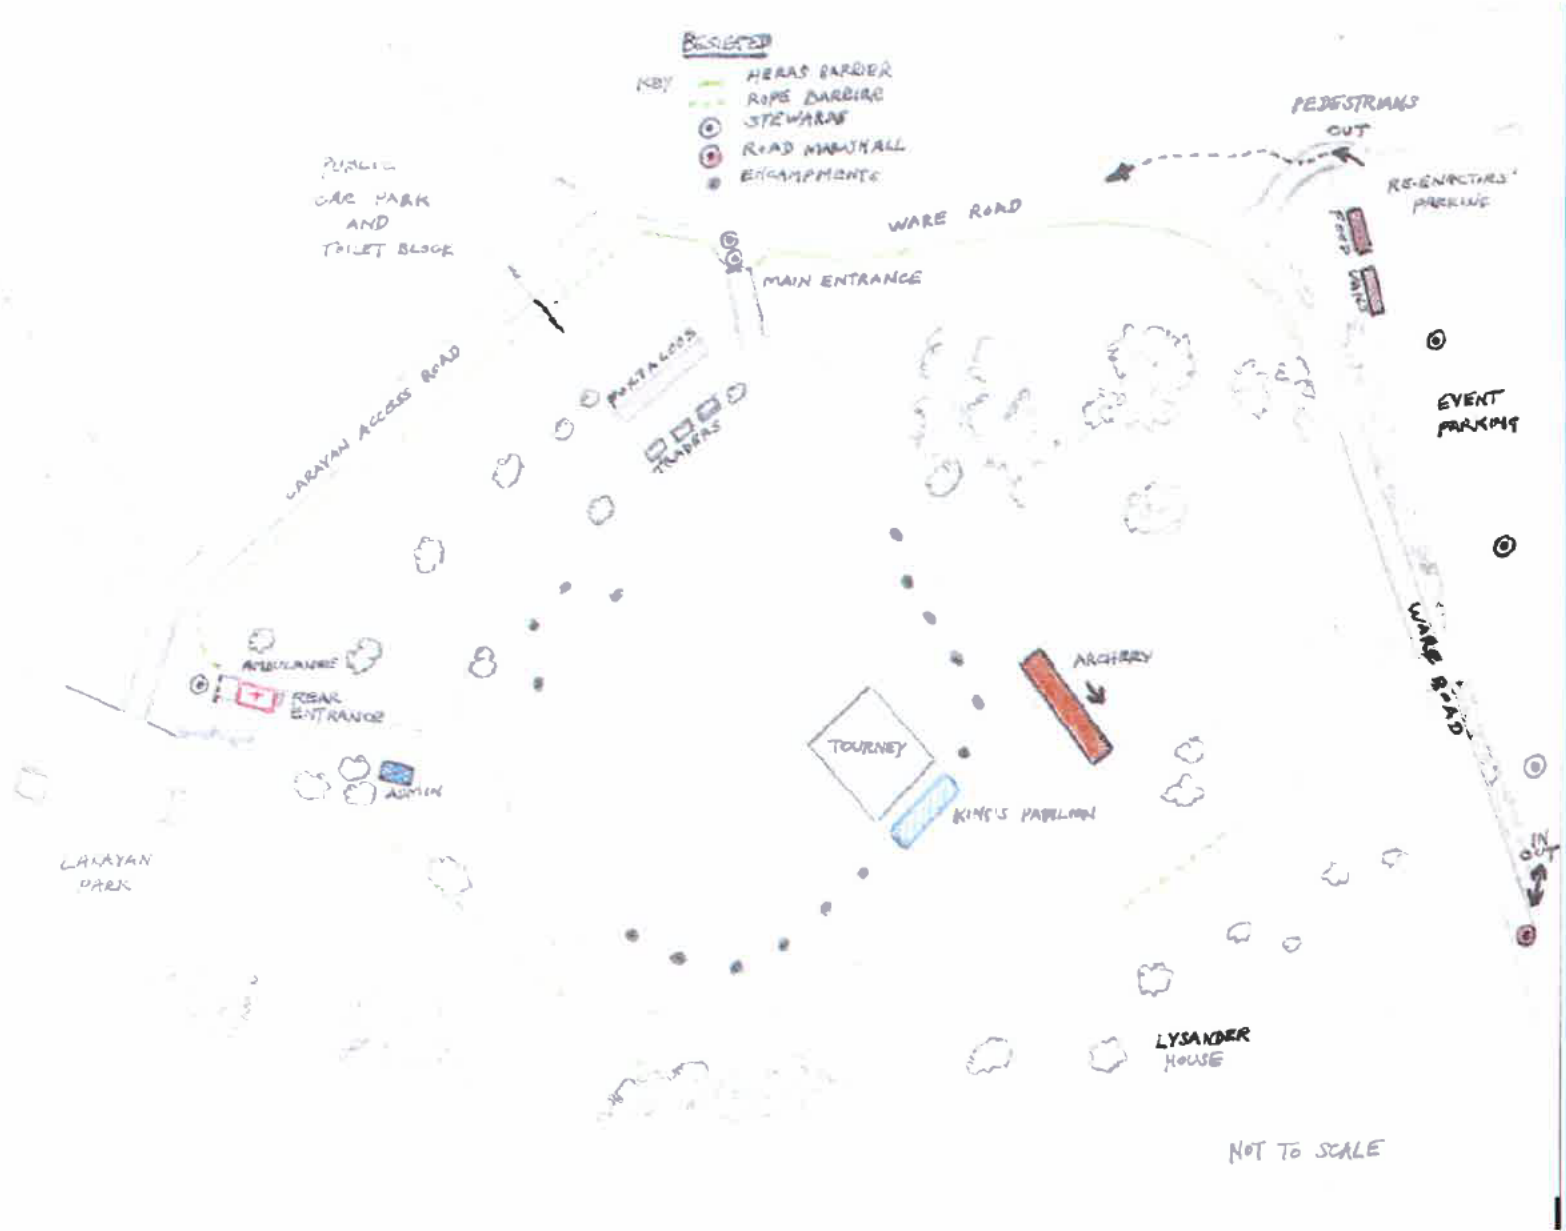 BESIEGED
KEY
HERAS BARRIER
ROPE BARRIRE
STEWARDS
ROAD MARSHALL
ENCAMPMENTS
PEDESTRIANS
OUT
RE-ENACTORS'
PARKING
PUBLIC
CAR PARK
AND
TOILET BLOCK
WARE ROAD
FOOD
VANS
MAIN ENTRANCE
PORTALOOS
CARAVAN ACCESS ROAD
TRADERS
EVENT
PARKING
WARE ROAD
AMBULANCE
REAR
ENTRANCE
ARCHERY
TOURNEY
ADMIN
KING'S PAVILION
IN
OUT
CARAVAN
PARK
LYSANDER
HOUSE
NOT TO SCALE